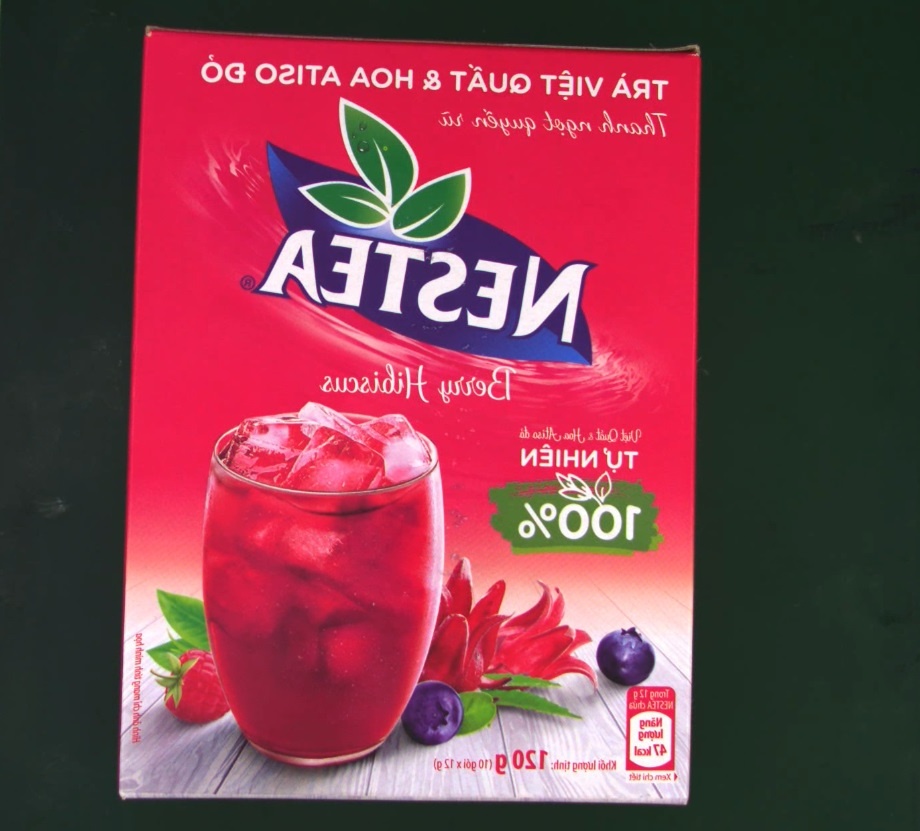 TRÀ VIỆT QUẤT & HOA ATISO ĐỎ
Thanh ngọt quyến rũ
NESTEA®
Berry Hibiscus
Việt Quất & Hoa Atiso đỏ
TỰ NHIÊN
100%
Trong 12 g
NESTEA chứa
Năng
lượng
47 kcal
Xem chi tiết
Khối lượng tịnh: 120 g (10 gói x 12 g)